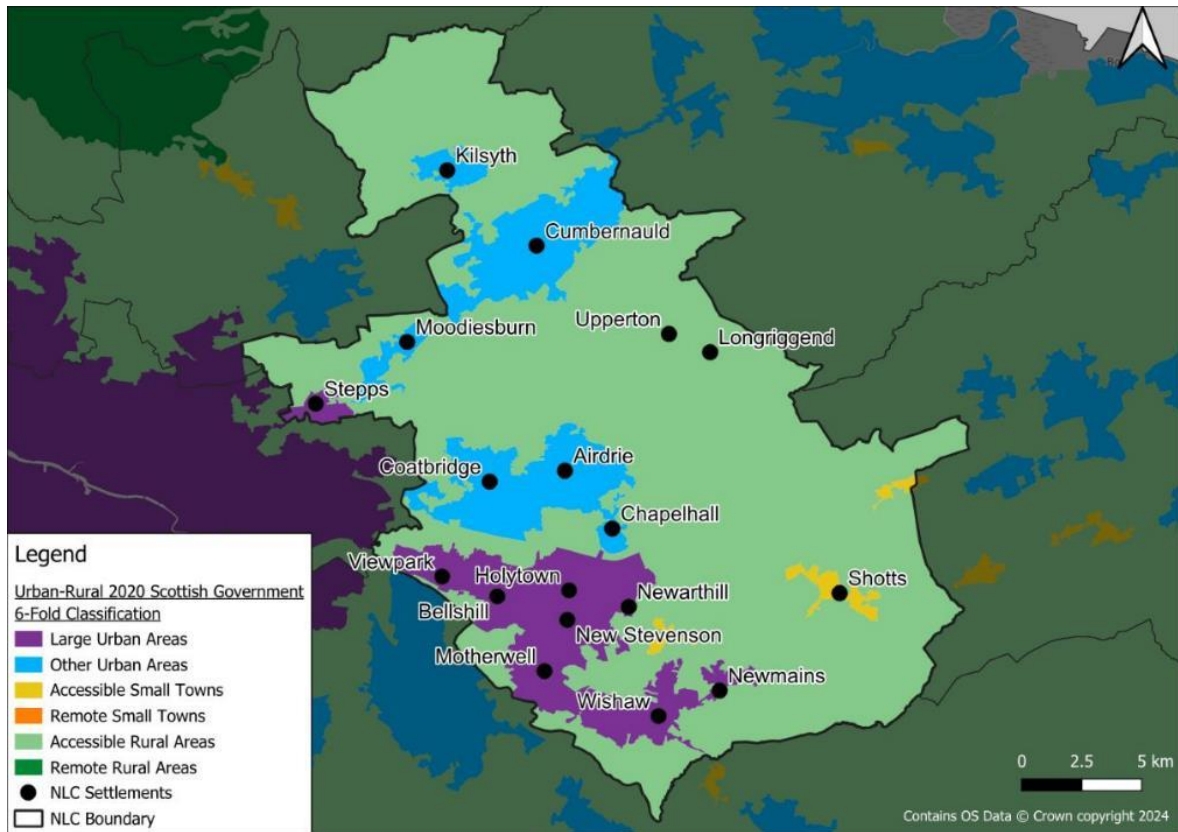 Kilsyth
Cumbernauld
Upperton
Moodiesburn
Longriggend
Stepps
Airdrie
Coatbridge
Chapelhall
Viewpark
Holytown
Shotts
Newarthill
Bellshill
New Stevenson
Motherwell
Newmains
Wishaw
Legend
Urban-Rural 2020 Scottish Government
6-Fold Classification
Large Urban Areas
Other Urban Areas
Accessible Small Towns
Remote Small Towns
Accessible Rural Areas
Remote Rural Areas
NLC Settlements
NLC Boundary
0 2.5 5 km
Contains OS Data © Crown copyright 2024